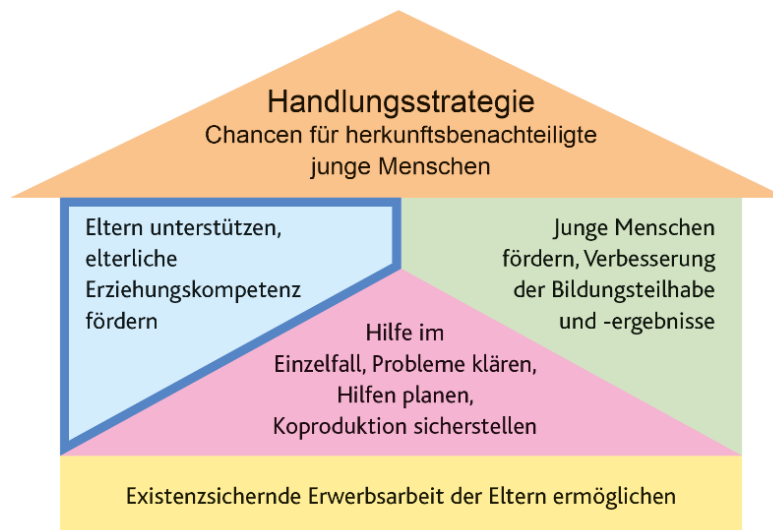 Handlungsstrategie
Chancen für herkunftsbenachteiligte
junge Menschen
Eltern unterstützen,
elterliche
Erziehungskompetenz
fördern
Junge Menschen
fördern, Verbesserung
der Bildungsteilhabe
und -ergebnisse
Hilfe im
Einzelfall, Probleme klären,
Hilfen planen,
Koproduktion sicherstellen
Existenzsichernde Erwerbsarbeit der Eltern ermöglichen